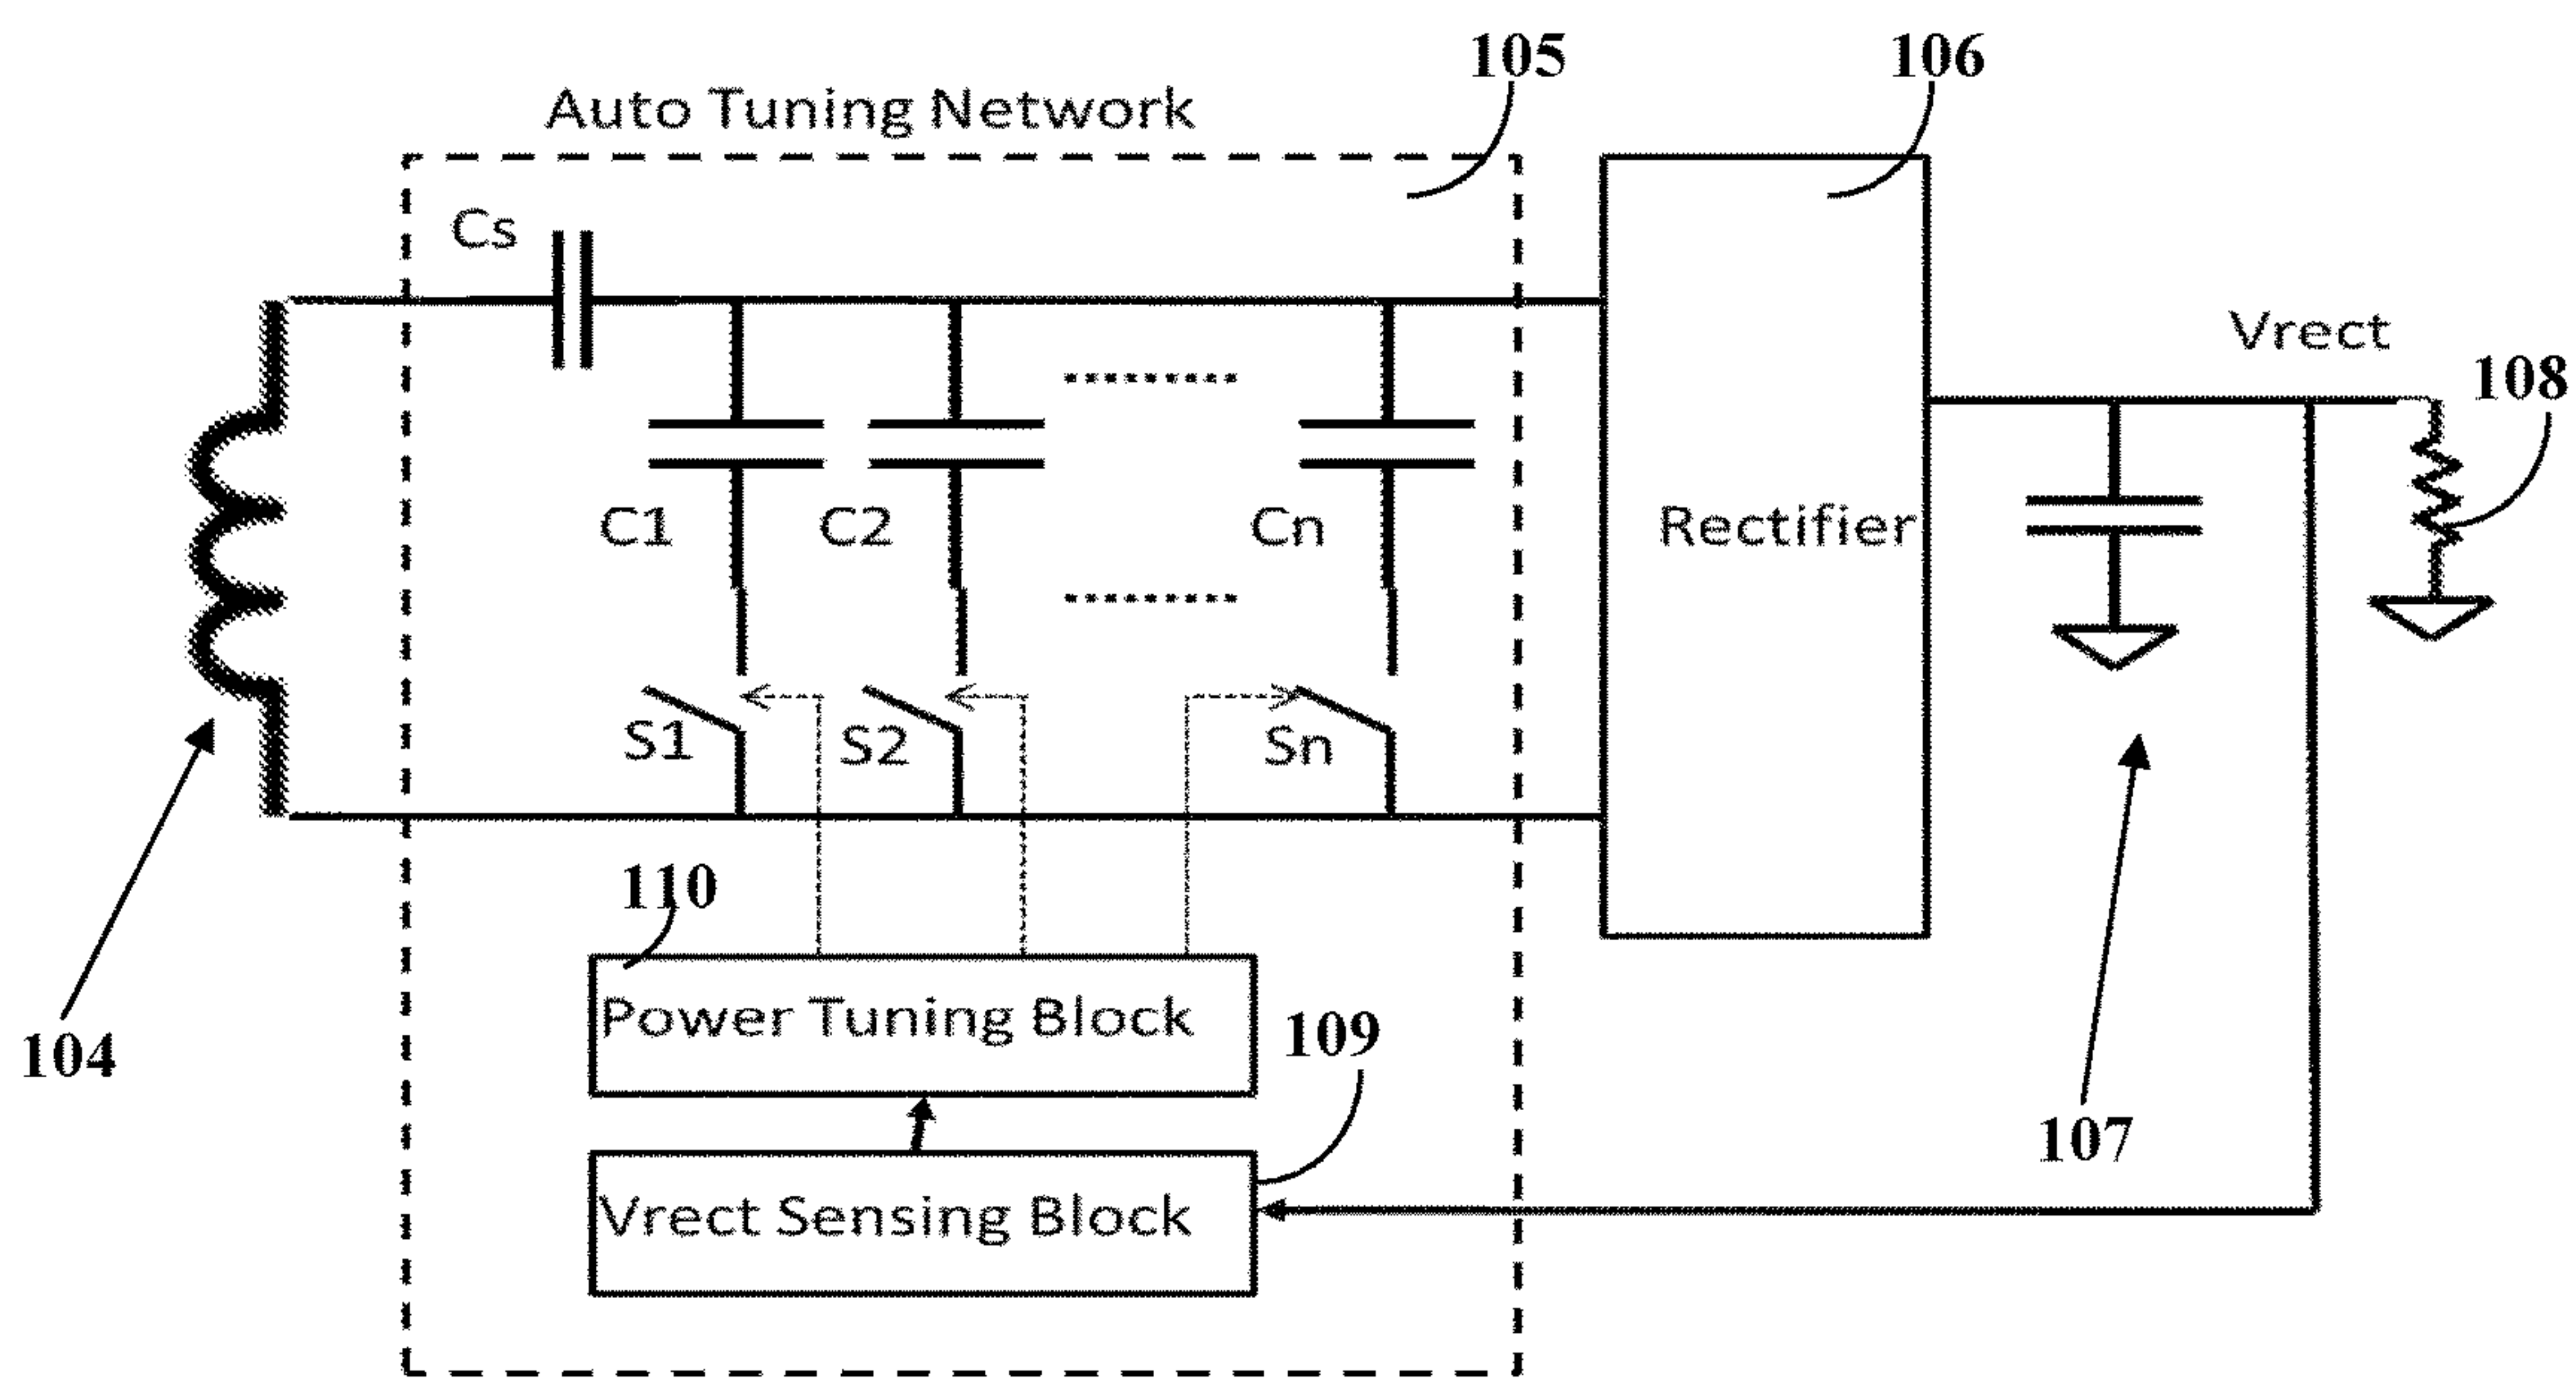 105
106
Auto Tuning Network
Cs
Vrect
108
C1
C2
Cn
Rectifier
S1
S2
Sn
110
Power Tuning Block
109
104
107
Vrect Sensing Block